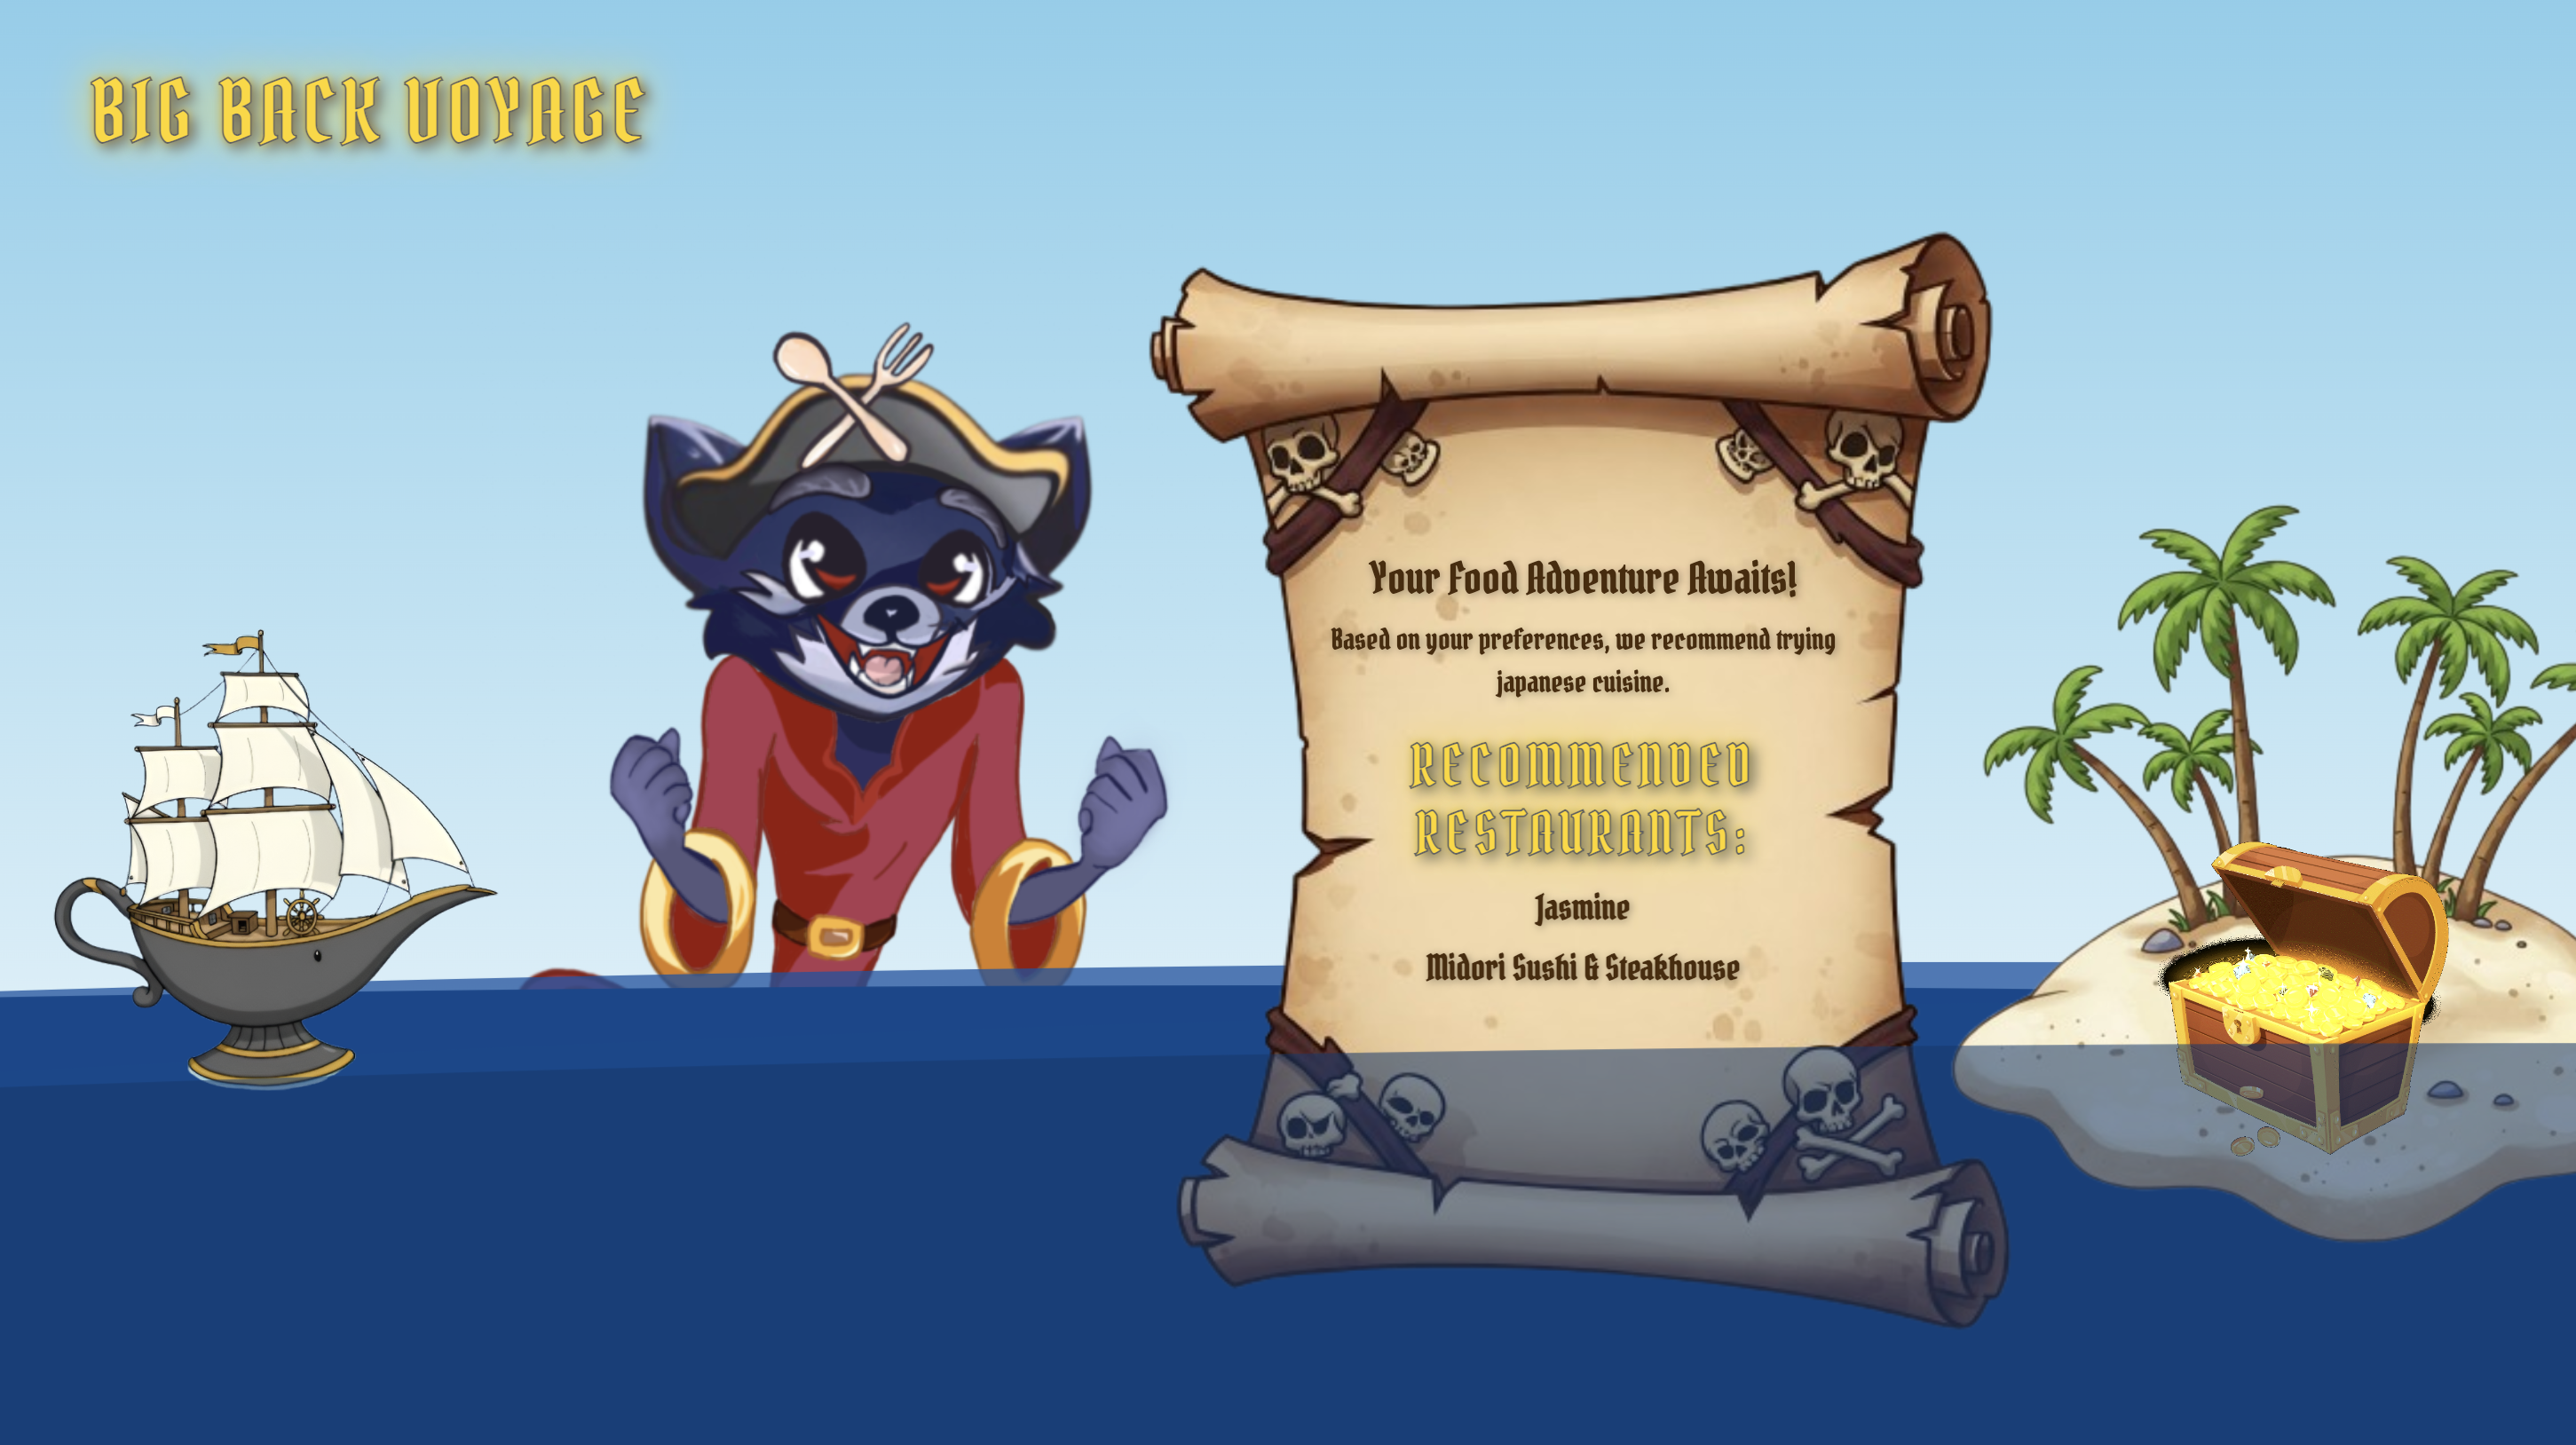 BIG BACK VOYAGE
Your Food Adventure Awaits!
Based on your preferences, we recommend trying
japanese cuisine.
RECOMMENDED
RESTAURANTS:
Jasmine
Midori Sushi & Steakhouse